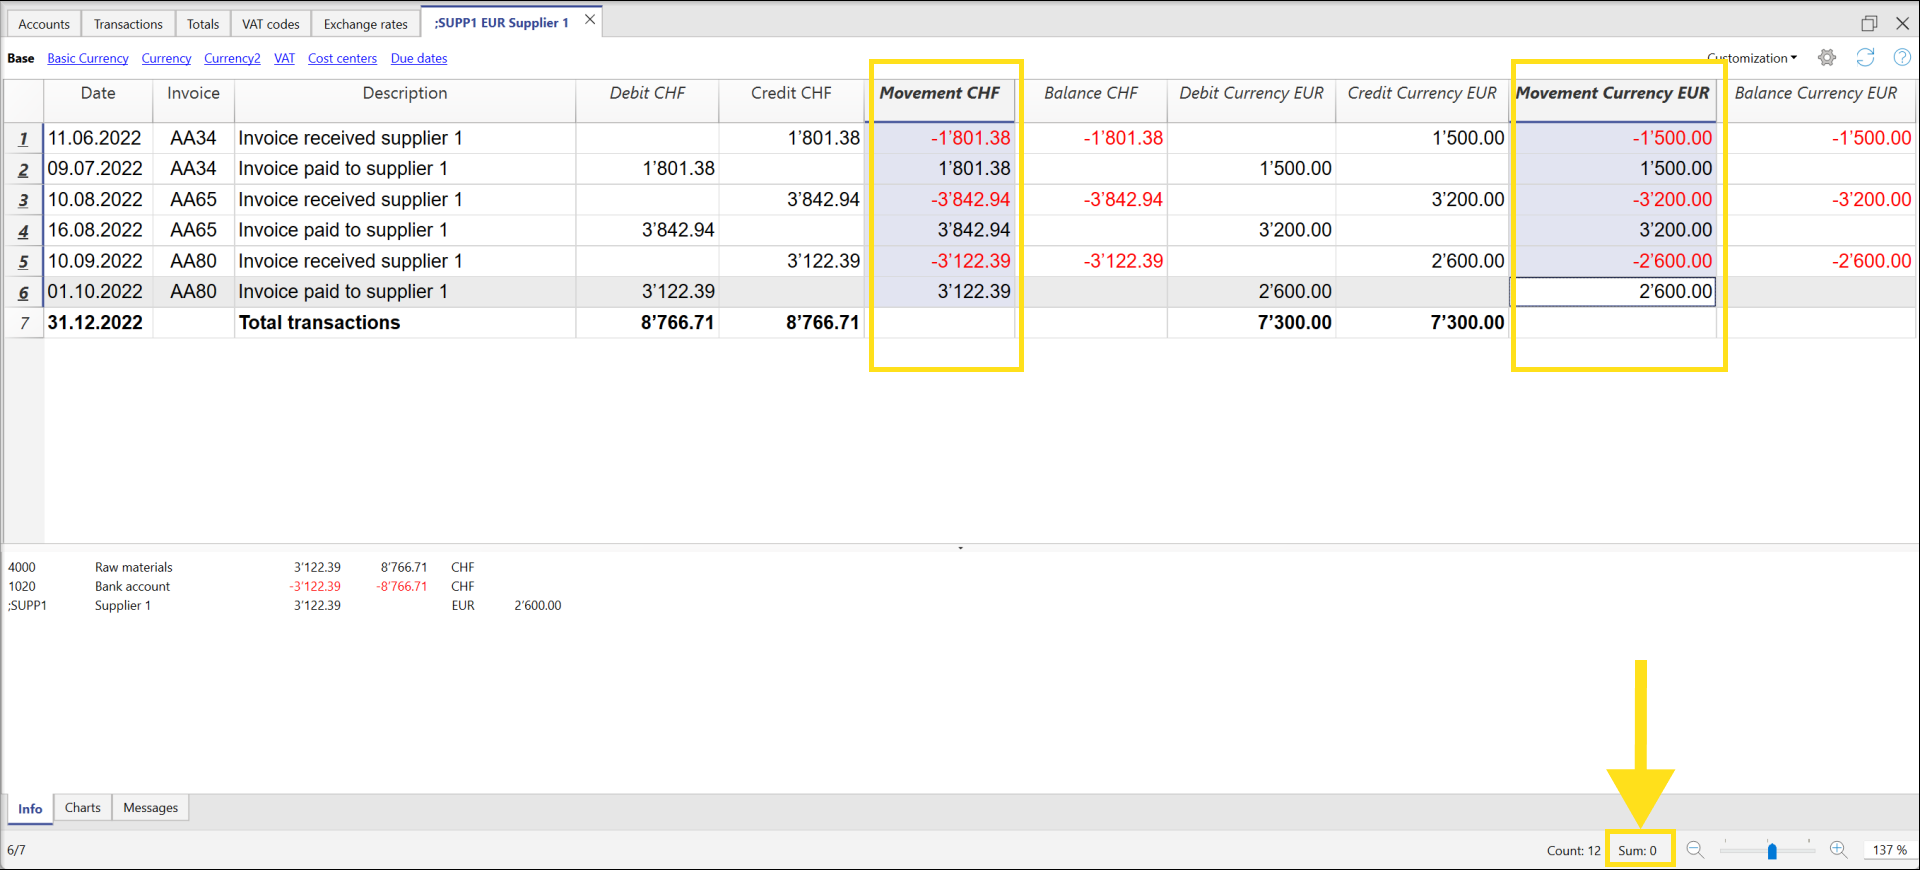 Accounts Transactions Totals VAT codes Exchange rates ;SUPP1 EUR Supplier 1
Base Basic Currency Currency Currency2 VAT Cost centers Due dates Customization
Date Invoice Description Debit CHF Credit CHF Movement CHF Balance CHF Debit Currency EUR Credit Currency EUR Movement Currency EUR Balance Currency EUR
1 11.06.2022 AA34 Invoice received supplier 1 1’801.38 -1’801.38 -1’801.38 1’500.00 -1’500.00 -1’500.00
2 09.07.2022 AA34 Invoice paid to supplier 1 1’801.38 1’801.38 1’500.00 1’500.00
3 10.08.2022 AA65 Invoice received supplier 1 3’842.94 -3’842.94 -3’842.94 3’200.00 -3’200.00 -3’200.00
4 16.08.2022 AA65 Invoice paid to supplier 1 3’842.94 3’842.94 3’200.00 3’200.00
5 10.09.2022 AA80 Invoice received supplier 1 3’122.39 -3’122.39 -3’122.39 2’600.00 -2’600.00 -2’600.00
6 01.10.2022 AA80 Invoice paid to supplier 1 3’122.39 3’122.39 2’600.00 2’600.00
7 31.12.2022 Total transactions 8’766.71 8’766.71 7’300.00 7’300.00
4000 Raw materials 3’122.39 8’766.71 CHF
1020 Bank account -3’122.39 -8’766.71 CHF
;SUPP1 Supplier 1 3’122.39 EUR 2’600.00
Info Charts Messages
6/7 Count: 12 Sum: 0 137 %